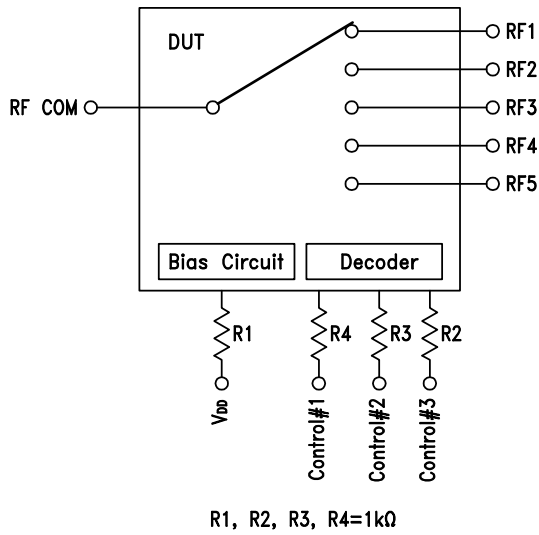 DUT
RF1
RF2
RF COM
RF3
RF4
RF5
Bias Circuit
Decoder
R1
R4
R3
R2
VDD
Control#1
Control#2
Control#3
R1, R2, R3, R4=1kΩ